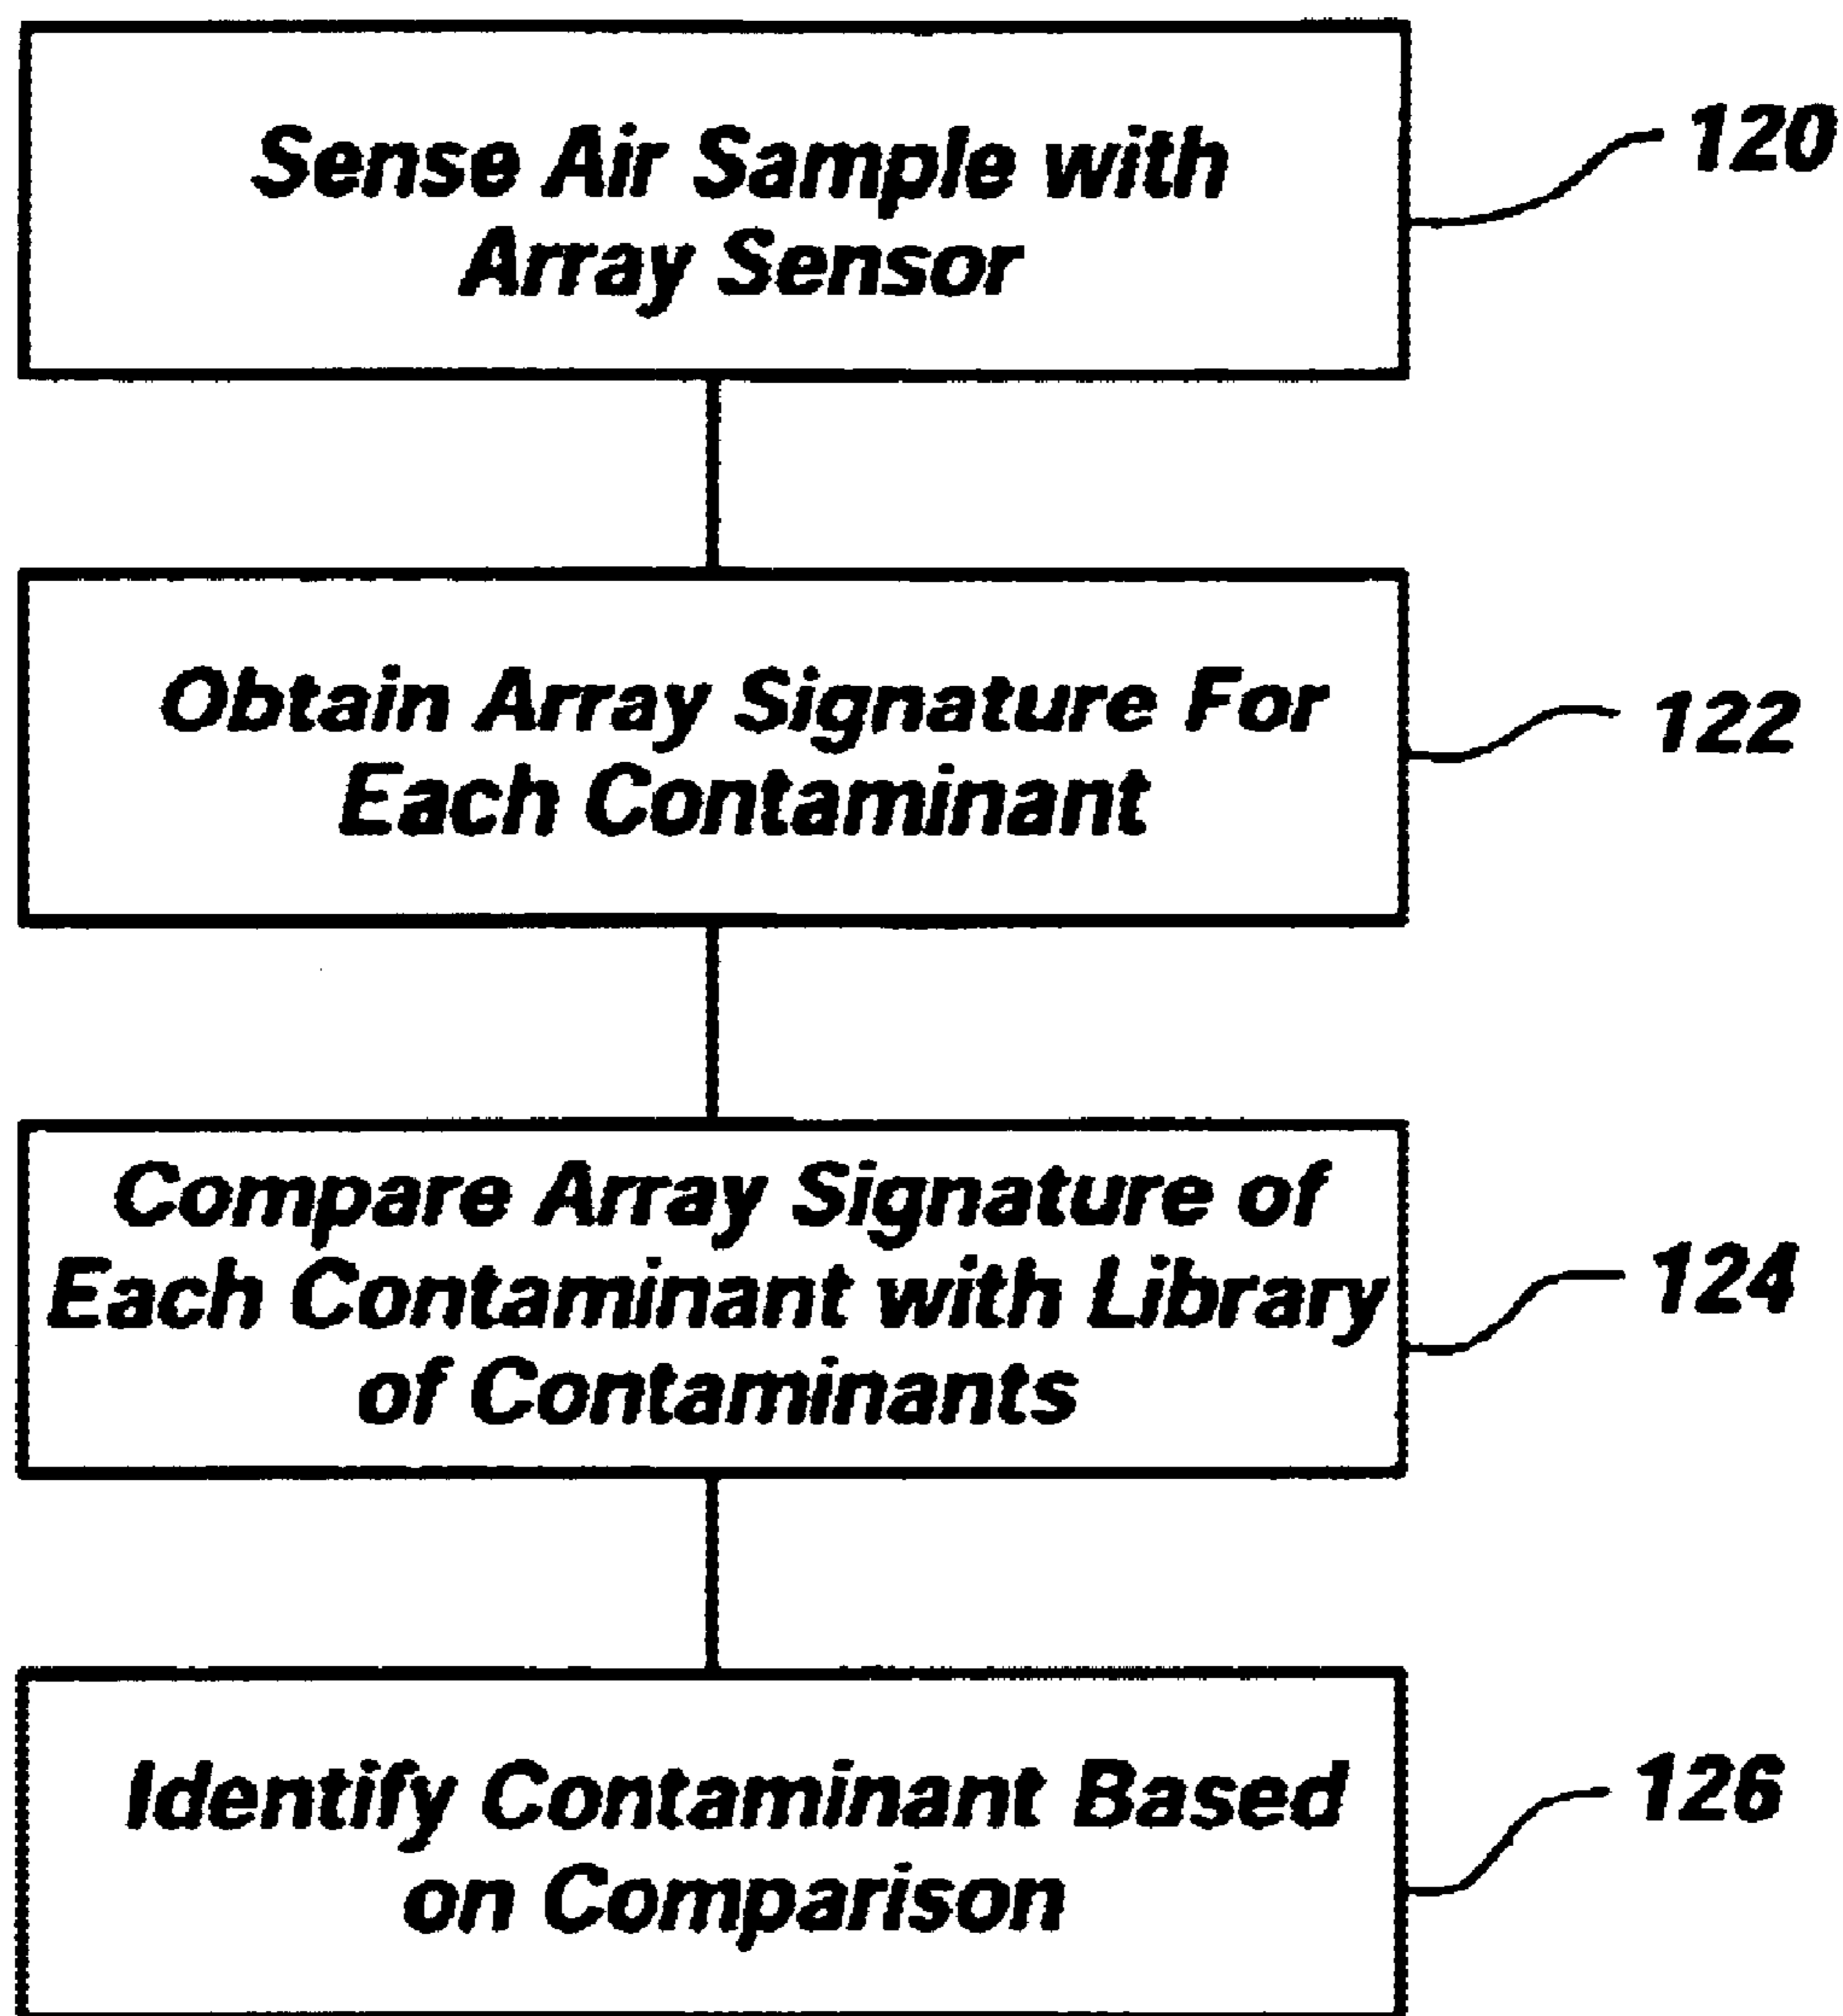 Sense Air Sample with
Array Sensor
120
Obtain Array Signature For
Each Contaminant
122
Compare Array Signature of
Each Contaminant with Library
of Contaminants
124
Identify Contaminant Based
on Comparison
126